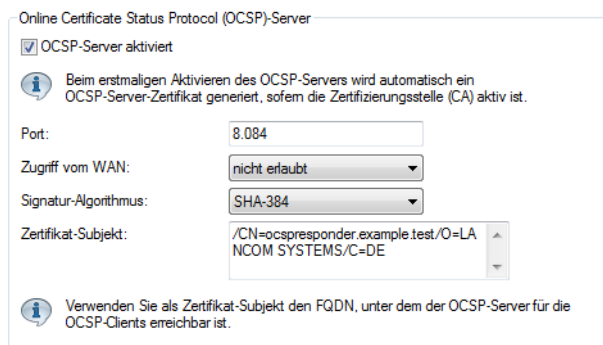 Online Certificate Status Protocol (OCSP)-Server
OCSP-Server aktiviert
Beim erstmaligen Aktivieren des OCSP-Servers wird automatisch ein
OCSP-Server-Zertifikat generiert, sofern die Zertifizierungsstelle (CA) aktiv ist.
Port: 8.084
Zugriff vom WAN: nicht erlaubt
Signatur-Algorithmus: SHA-384
Zertifikat-Subjekt: /CN=ocspresponder.example.test/O=LA
NCOM SYSTEMS/C=DE
Verwenden Sie als Zertifikat-Subjekt den FQDN, unter dem der OCSP-Server für die
OCSP-Clients erreichbar ist.